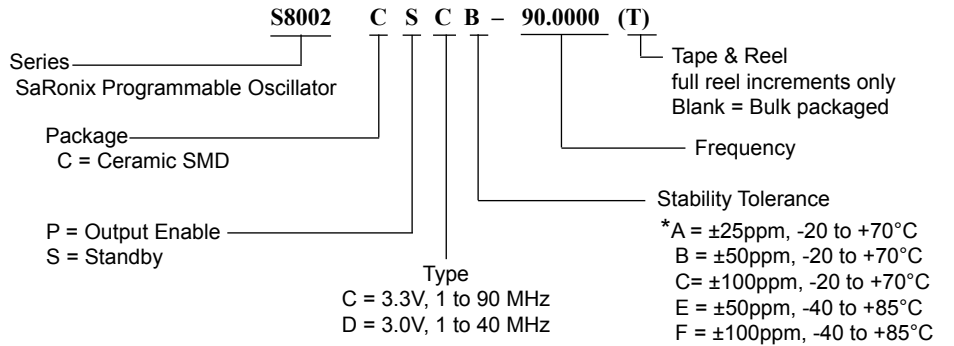 S8002 C S C B – 90.0000 (T)
Series
SaRonix Programmable Oscillator
Tape & Reel
full reel increments only
Blank = Bulk packaged
Package
C = Ceramic SMD
Frequency
Stability Tolerance
*A = ±25ppm, -20 to +70°C
B = ±50ppm, -20 to +70°C
C= ±100ppm, -20 to +70°C
E = ±50ppm, -40 to +85°C
F = ±100ppm, -40 to +85°C
P = Output Enable
S = Standby
Type
C = 3.3V, 1 to 90 MHz
D = 3.0V, 1 to 40 MHz